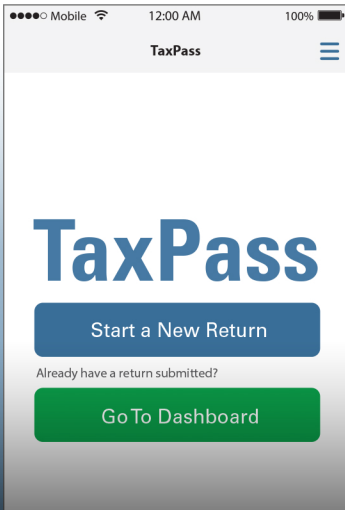 Mobile 12:00 AM 100%
TaxPass
TaxPass
Start a New Return
Already have a return submitted?
Go To Dashboard